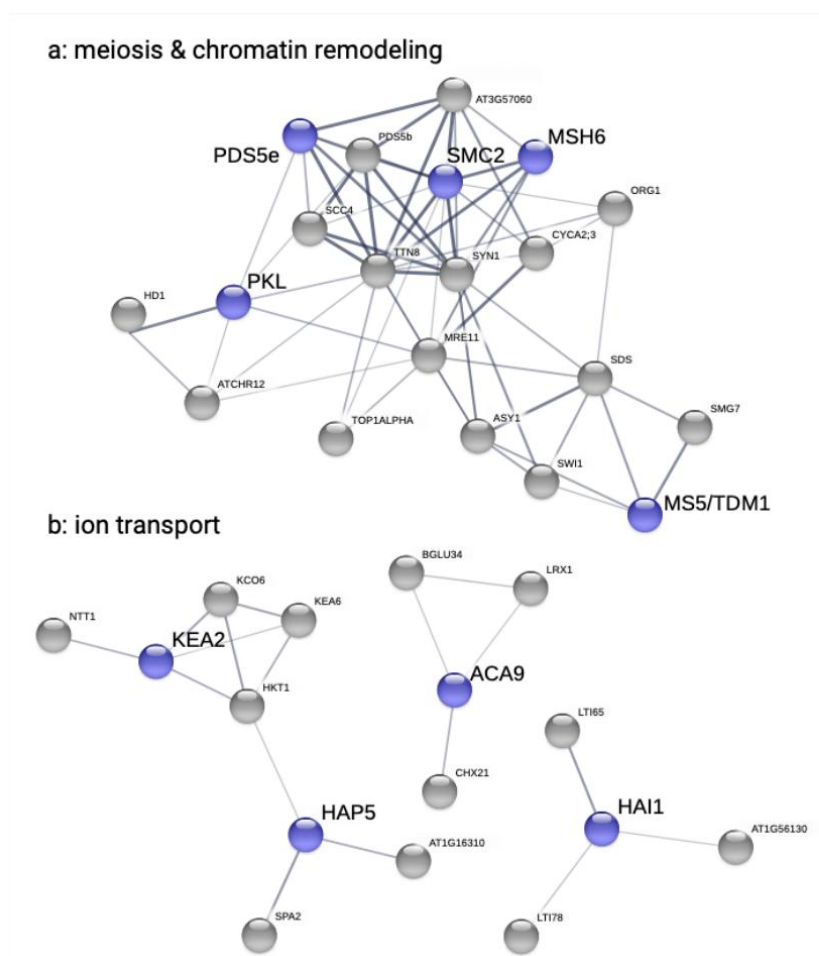 a: meiosis & chromatin remodeling
AT3G57060
MSH6
PDS5b
PDS5e
SMC2
ORG1
SCC4
CYCA2;3
TTN8
SYN1
PKL
HD1
MRE11
SDS
ATCHR12
SMG7
TOP1ALPHA
ASY1
SWI1
MS5/TDM1
b: ion transport
BGLU34
LRX1
KCO6
KEA6
NTT1
KEA2
ACA9
HKT1
LTI65
CHX21
HAI1
HAP5
AT1G56130
AT1G16310
SPA2
LTI78